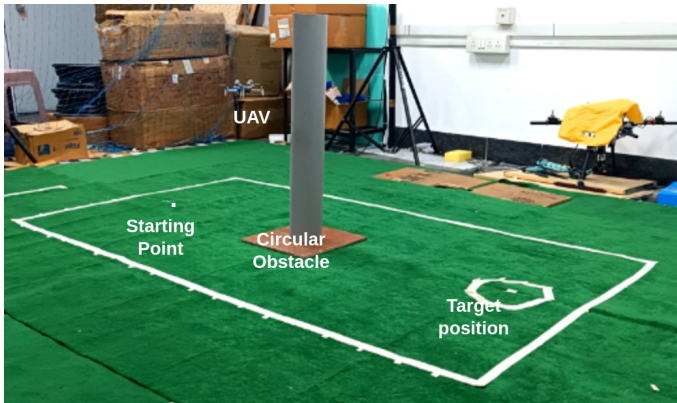 UAV
Starting
Point
Circular
Obstacle
Target
position